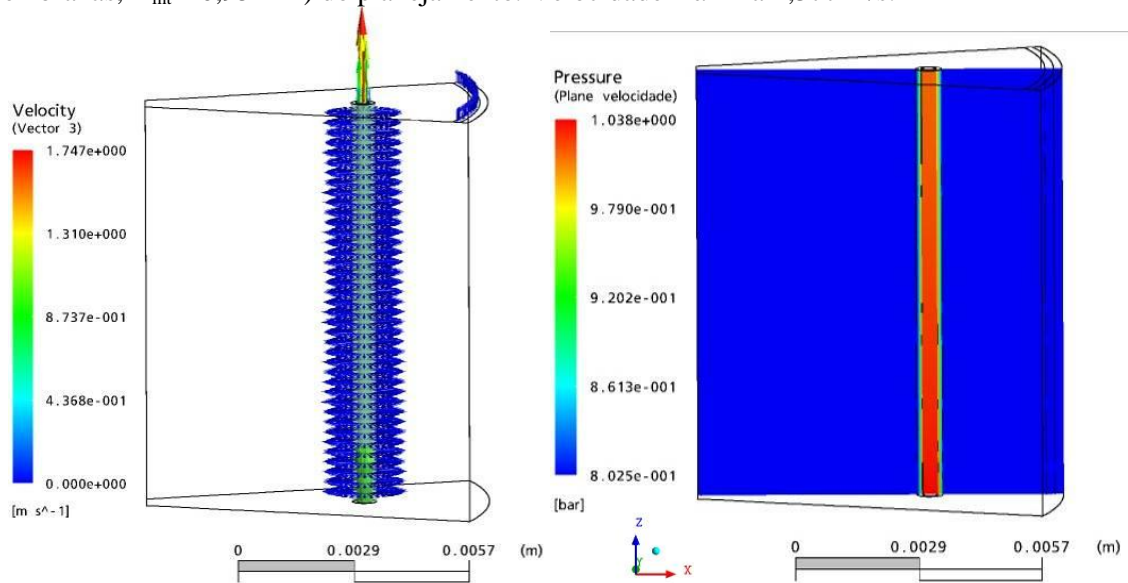 Velocity
(Vector 3)
1.747e+000
1.310e+000
8.737e-001
4.368e-001
0.000e+000
[m s^-1]
0 0.0029 0.0057 (m)
Pressure
(Plane velocidade)
1.038e+000
9.790e-001
9.202e-001
8.613e-001
8.025e-001
[bar]
Z
Y
X
0 0.0029 0.0057 (m)